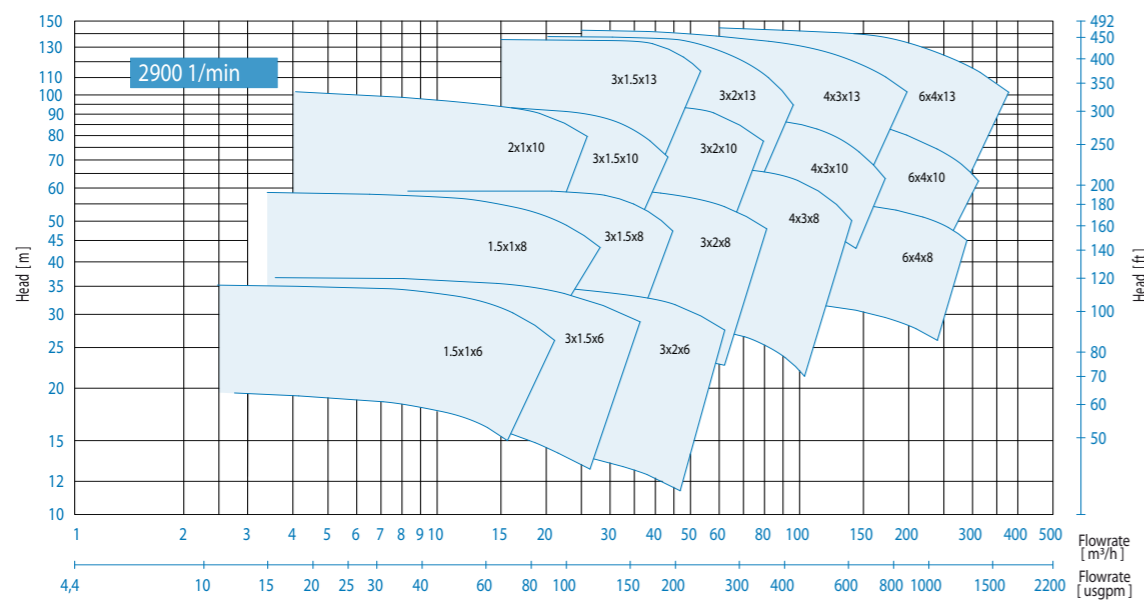 2900 1/min
Head [m]
150
130
110
100
90
80
70
60
50
45
40
35
30
25
20
15
12
10
3x1.5x13
3x2x13
4x3x13
6x4x13
2x1x10
3x1.5x10
3x2x10
4x3x10
6x4x10
1.5x1x8
3x1.5x8
3x2x8
4x3x8
6x4x8
1.5x1x6
3x1.5x6
3x2x6
492
450
400
350
300
250
200
180
160
140
120
100
80
70
60
50
Head [ft]
1 2 3 4 5 6 7 8 9 10 15 20 30 40 50 60 80 100 150 200 300 400 500
Flowrate
[m³/h]
4,4 10 15 20 25 30 40 60 80 100 150 200 300 400 600 800 1000 1500 2200
Flowrate
[usgpm]